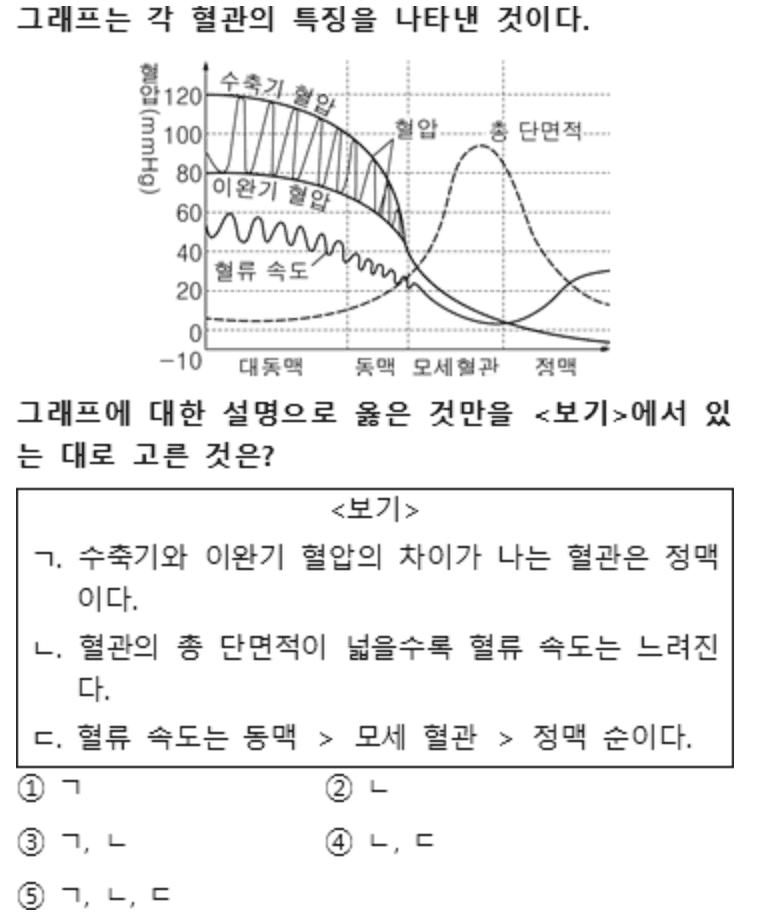 그래프는 각 혈관의 특징을 나타낸 것이다.
혈압(mmHg)
120
100
80
60
40
20
0
−10
수축기 혈압
혈압
총 단면적
이완기 혈압
혈류 속도
대동맥 동맥 모세혈관 정맥
그래프에 대한 설명으로 옳은 것만을 <보기>에서 있
는 대로 고른 것은?
<보기>
ㄱ. 수축기와 이완기 혈압의 차이가 나는 혈관은 정맥
이다.
ㄴ. 혈관의 총 단면적이 넓을수록 혈류 속도는 느려진
다.
ㄷ. 혈류 속도는 동맥 > 모세 혈관 > 정맥 순이다.
① ㄱ ② ㄴ
③ ㄱ, ㄴ ④ ㄴ, ㄷ
⑤ ㄱ, ㄴ, ㄷ